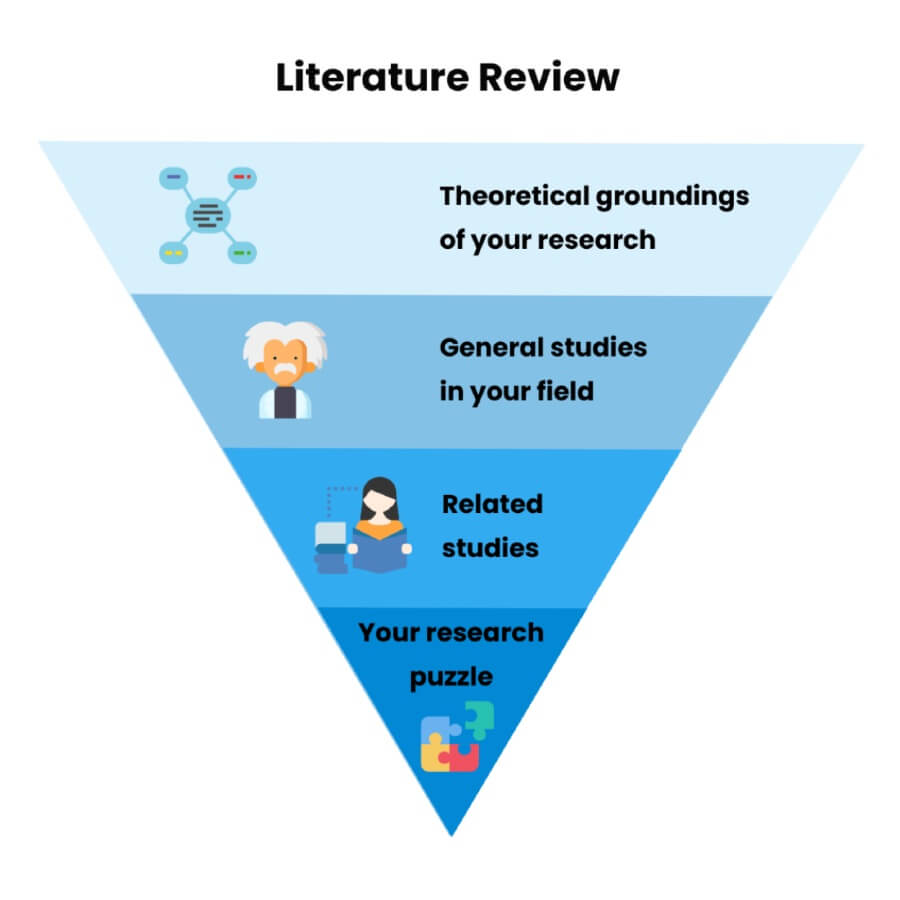 Literature Review
Theoretical groundings
of your research
General studies
in your field
Related
studies
Your research
puzzle